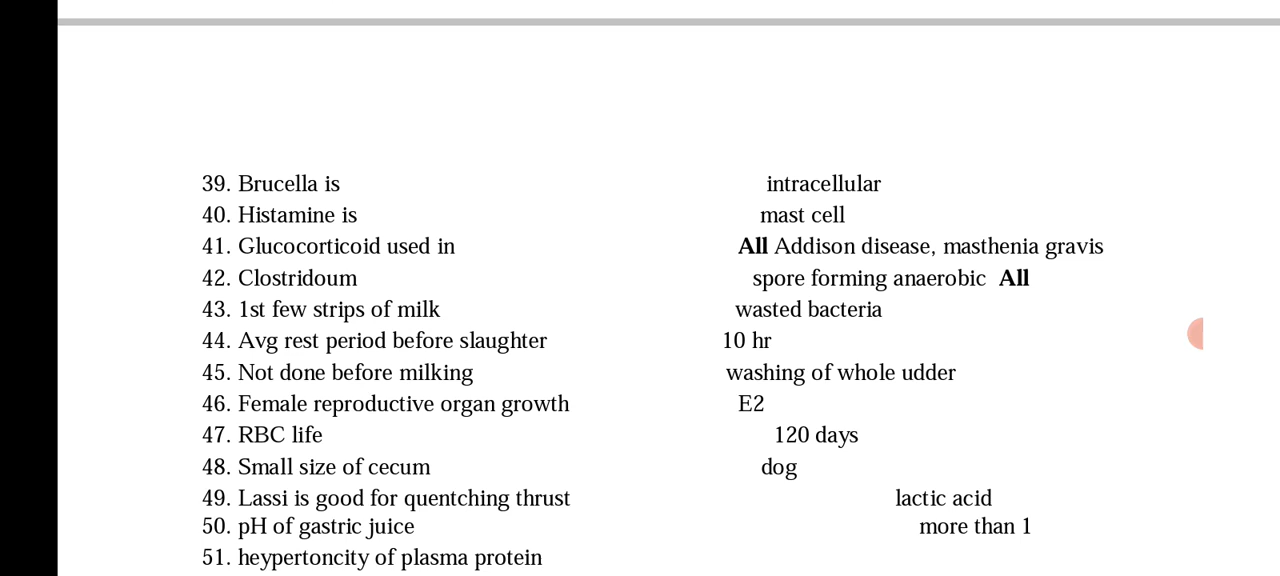 39. Brucella is intracellular
40. Histamine is mast cell
41. Glucocorticoid used in All Addison disease, masthenia gravis
42. Clostridoum spore forming anaerobic All
43. 1st few strips of milk wasted bacteria
44. Avg rest period before slaughter 10 hr
45. Not done before milking washing of whole udder
46. Female reproductive organ growth E2
47. RBC life 120 days
48. Small size of cecum dog
49. Lassi is good for quentching thrust lactic acid
50. pH of gastric juice more than 1
51. heypertoncity of plasma protein